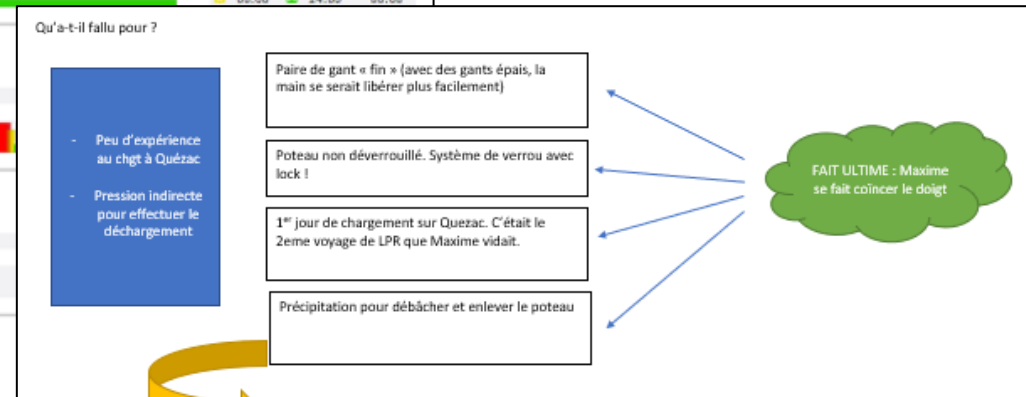 Qu'a-t-il fallu pour ?
- Peu d'expérience
au chgt à Quézac
- Pression indirecte
pour effectuer le
déchargement
Paire de gant « fin » (avec des gants épais, la
main se serait libérer plus facilement)
Poteau non déverrouillé. Système de verrou avec
lock !
1er jour de chargement sur Quezac. C'était le
2eme voyage de LPR que Maxime vidait.
Précipitation pour débâcher et enlever le poteau
FAIT ULTIME : Maxime
se fait coïncer le doigt